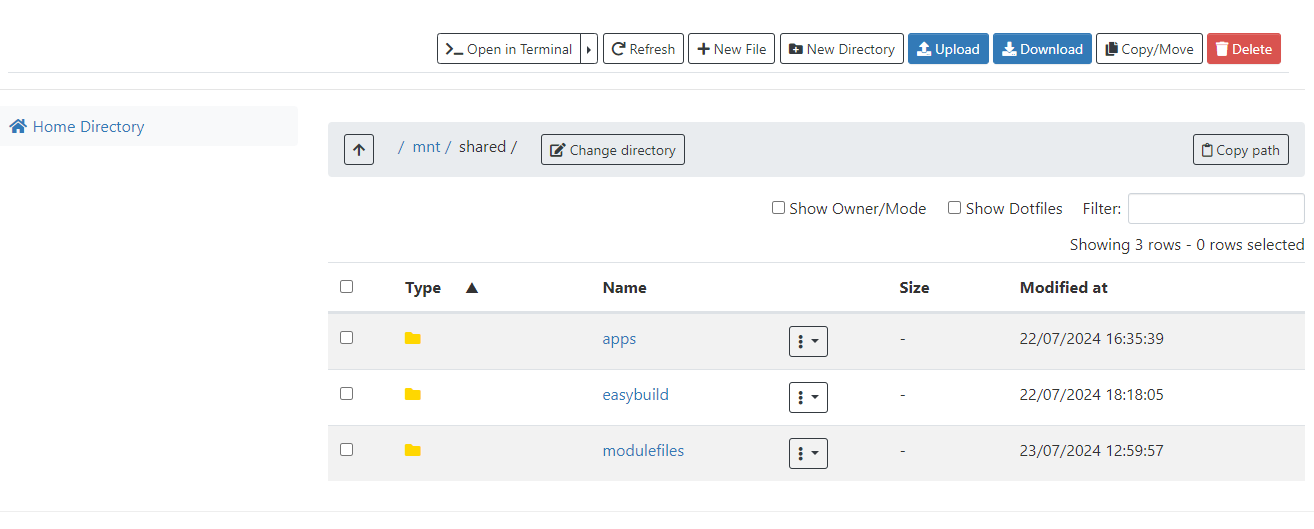 Open in Terminal Refresh New File New Directory Upload Download Copy/Move Delete
Home Directory
/ mnt / shared / Change directory Copy path
Show Owner/Mode Show Dotfiles Filter:
Showing 3 rows - 0 rows selected
Type Name Size Modified at
apps - 22/07/2024 16:35:39
easybuild - 22/07/2024 18:18:05
modulefiles - 23/07/2024 12:59:57